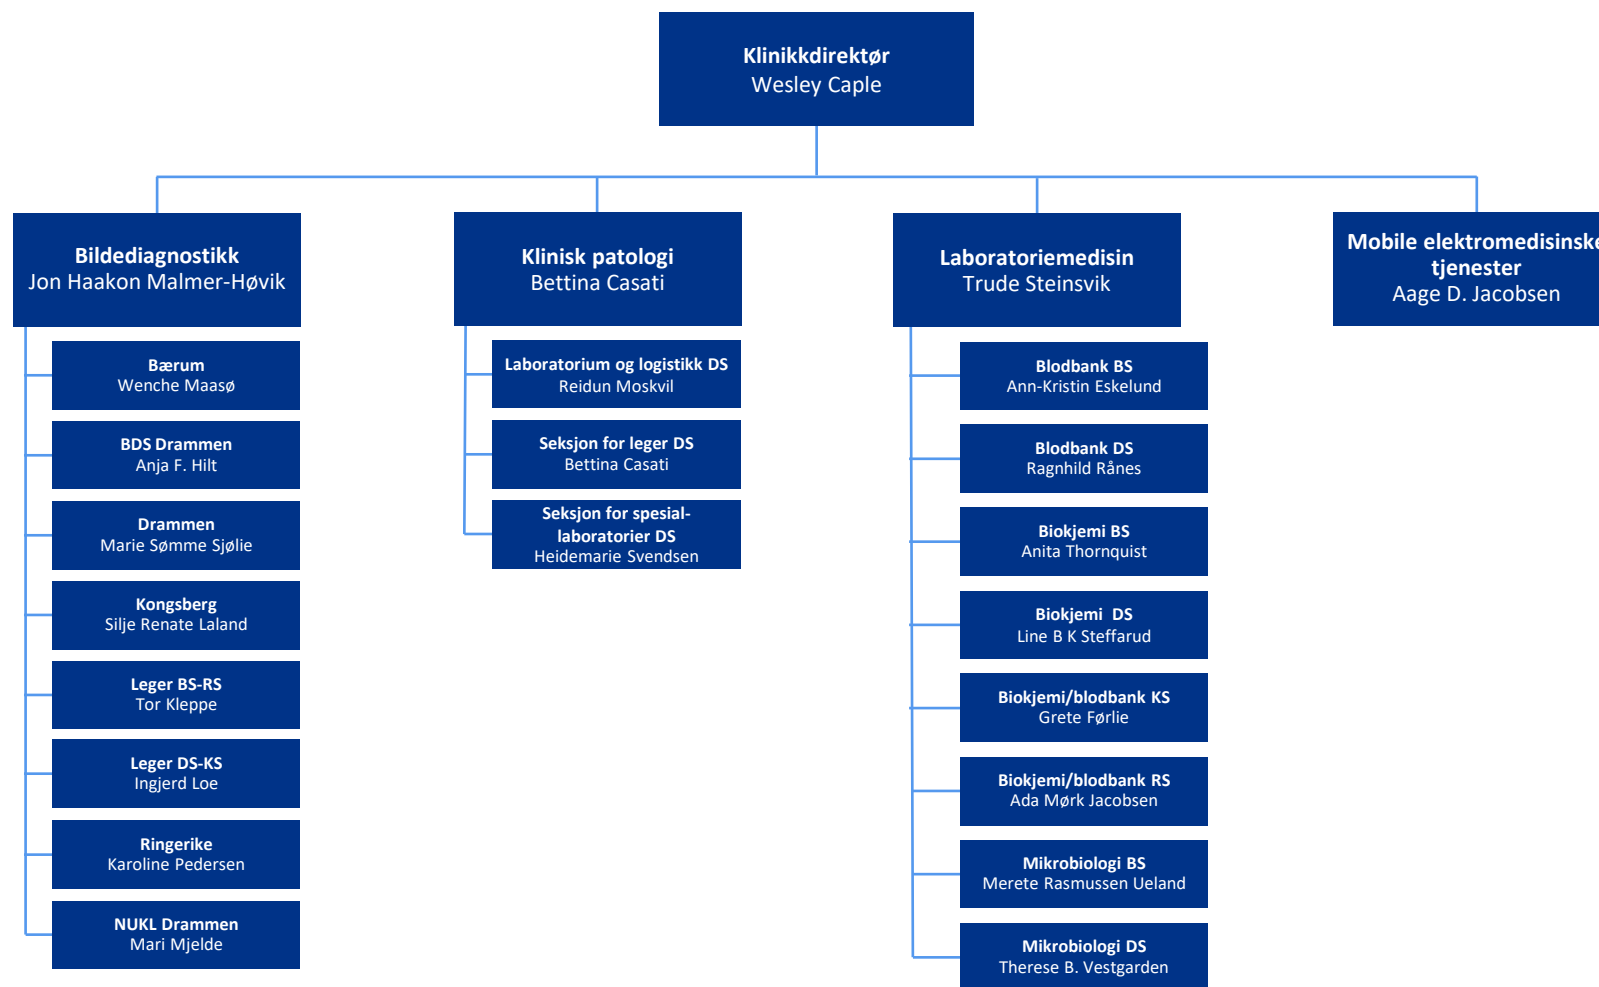 Klinikkdirektør
Wesley Caple
Bildediagnostikk
Jon Haakon Malmer-Høvik
Bærum
Wenche Maasø
BDS Drammen
Anja F. Hilt
Drammen
Marie Sømme Sjølie
Kongsberg
Silje Renate Laland
Leger BS-RS
Tor Kleppe
Leger DS-KS
Ingjerd Loe
Ringerike
Karoline Pedersen
NUKL Drammen
Mari Mjelde
Klinisk patologi
Bettina Casati
Laboratorium og logistikk DS
Reidun Moskvil
Seksjon for leger DS
Bettina Casati
Seksjon for spesial-
laboratorier DS
Heidemarie Svendsen
Laboratoriemedisin
Trude Steinsvik
Blodbank BS
Ann-Kristin Eskelund
Blodbank DS
Ragnhild Rånes
Biokjemi BS
Anita Thornquist
Biokjemi  DS
Line B K Steffarud
Biokjemi/blodbank KS
Grete Førlie
Biokjemi/blodbank RS
Ada Mørk Jacobsen
Mikrobiologi BS
Merete Rasmussen Ueland
Mikrobiologi DS
Therese B. Vestgarden
Mobile elektromedisinske
tjenester
Aage D. Jacobsen